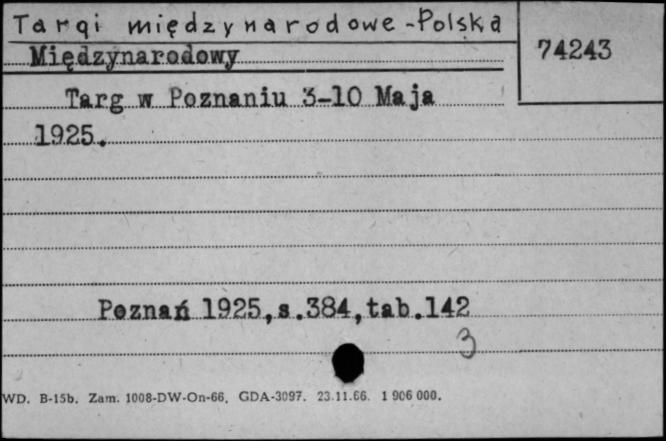 Targi międzynarodowe-Polska
74243
Międzynarodowy
Targ w Poznaniu 3-10 Maja
1925.
Poznań 1925,s.384,tab.142
3
WD. B-15b. Zam. 1008-DW-On-66. GDA-3097. 23.11.66. 1 906 000.